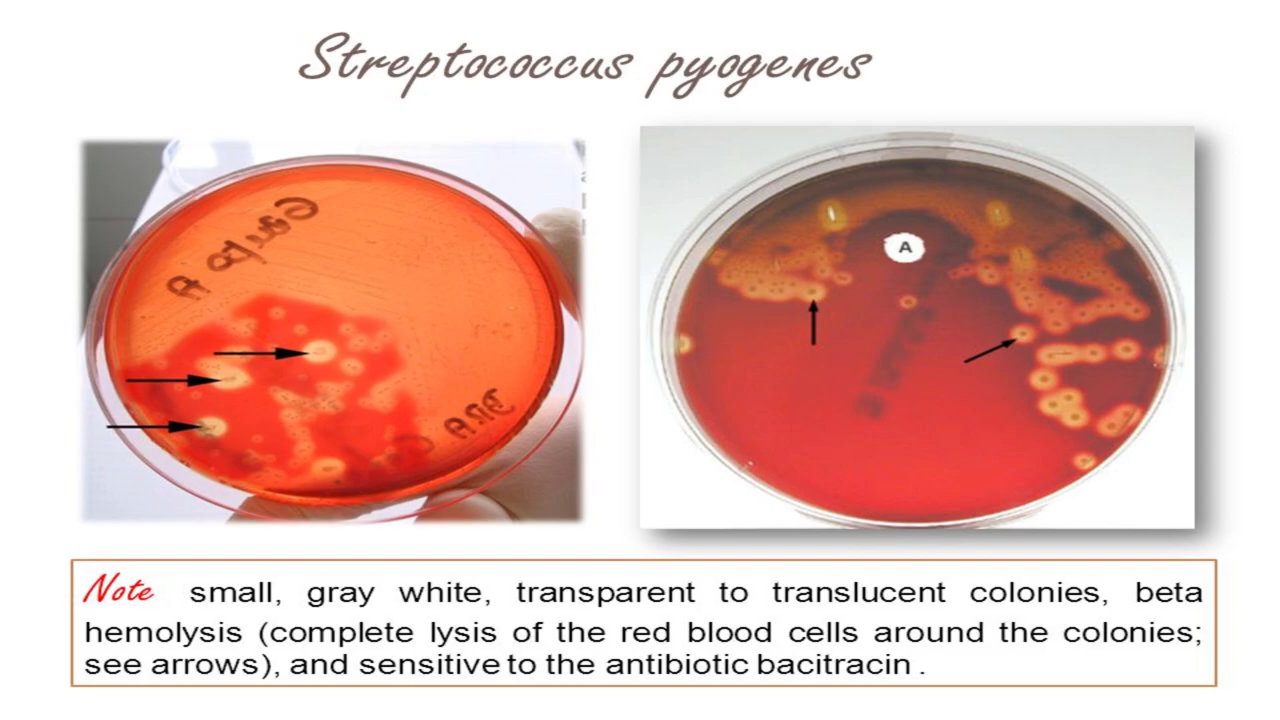 Streptococcus pyogenes
Grupo A
A
Note small, gray white, transparent to translucent colonies, beta
hemolysis (complete lysis of the red blood cells around the colonies;
see arrows), and sensitive to the antibiotic bacitracin .